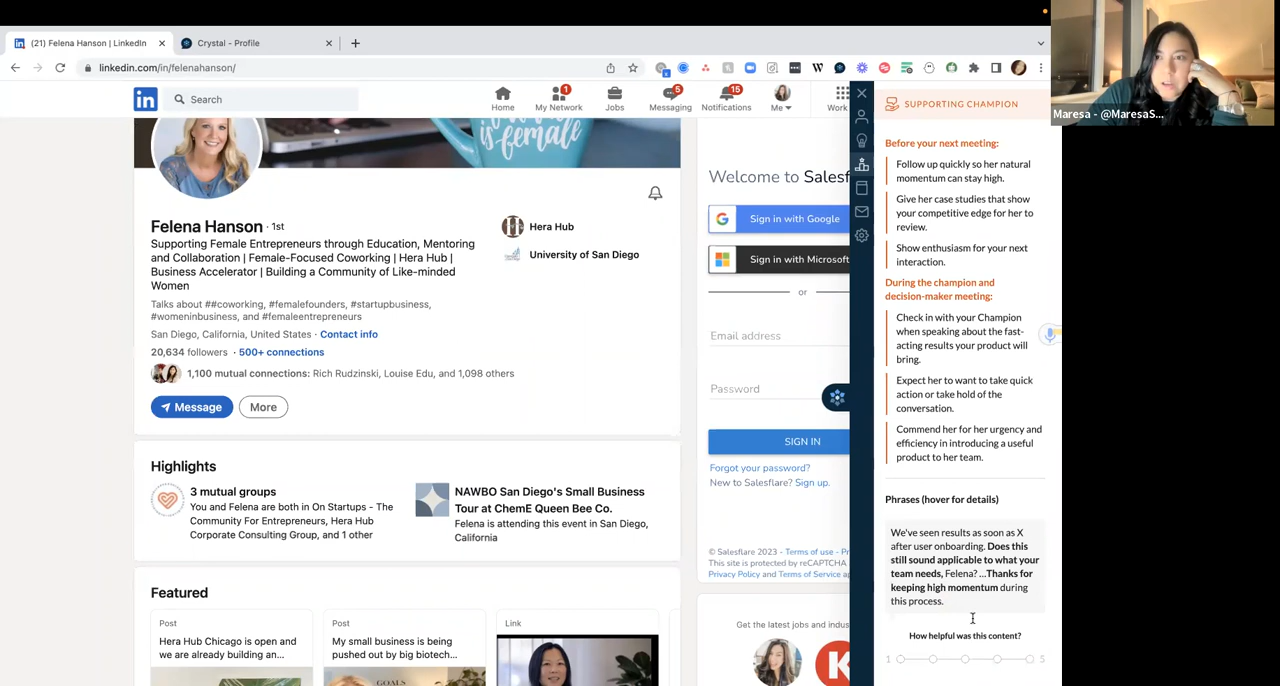 (21) Felena Hanson | LinkedIn
Crystal - Profile
linkedin.com/in/felenahanson/
Search
Home
1
My Network
Jobs
5
Messaging
15
Notifications
Me
Work
is female
Felena Hanson · 1st
Supporting Female Entrepreneurs through Education, Mentoring
and Collaboration | Female-Focused Coworking | Hera Hub |
Business Accelerator | Building a Community of Like-minded
Women
Talks about ##coworking, #femalefounders, #startupbusiness,
#womeninbusiness, and #femaleentrepreneurs
San Diego, California, United States · Contact info
20,634 followers · 500+ connections
1,100 mutual connections: Rich Rudzinski, Louise Edu, and 1,098 others
Message
More
Hera Hub
University of San Diego
Highlights
3 mutual groups
You and Felena are both in On Startups - The
Community For Entrepreneurs, Hera Hub
Corporate Consulting Group, and 1 other
NAWBO San Diego's Small Business
Tour at ChemE Queen Bee Co.
Felena is attending this event in San Diego,
California
Featured
Post
Hera Hub Chicago is open and
we are already building an...
Post
My small business is being
pushed out by big biotech...
GOALS
Link
Welcome to Salesf
Sign in with Google
Sign in with Microsoft
or
Email address
Password
SIGN IN
Forgot your password?
New to Salesflare? Sign up.
© Salesflare 2023 - Terms of use - Pr
This site is protected by reCAPTCHA
Privacy Policy and Terms of Service ap
Get the latest jobs and indus
K
SUPPORTING CHAMPION
Before your next meeting:
Follow up quickly so her natural
momentum can stay high.
Give her case studies that show
your competitive edge for her to
review.
Show enthusiasm for your next
interaction.
During the champion and
decision-maker meeting:
Check in with your Champion
when speaking about the fast-
acting results your product will
bring.
Expect her to want to take quick
action or take hold of the
conversation.
Commend her for her urgency and
efficiency in introducing a useful
product to her team.
Phrases (hover for details)
We've seen results as soon as X
after user onboarding. Does this
still sound applicable to what your
team needs, Felena? ...Thanks for
keeping high momentum during
this process.
How helpful was this content?
1
5
Maresa - @MaresaS...